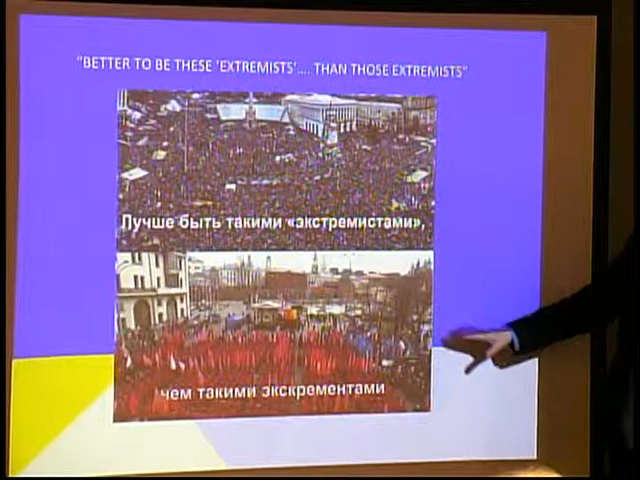 "BETTER TO BE THESE 'EXTREMISTS'.... THAN THOSE EXTREMISTS"
Лучше быть такими «экстремистами»,
чем такими экскрементами